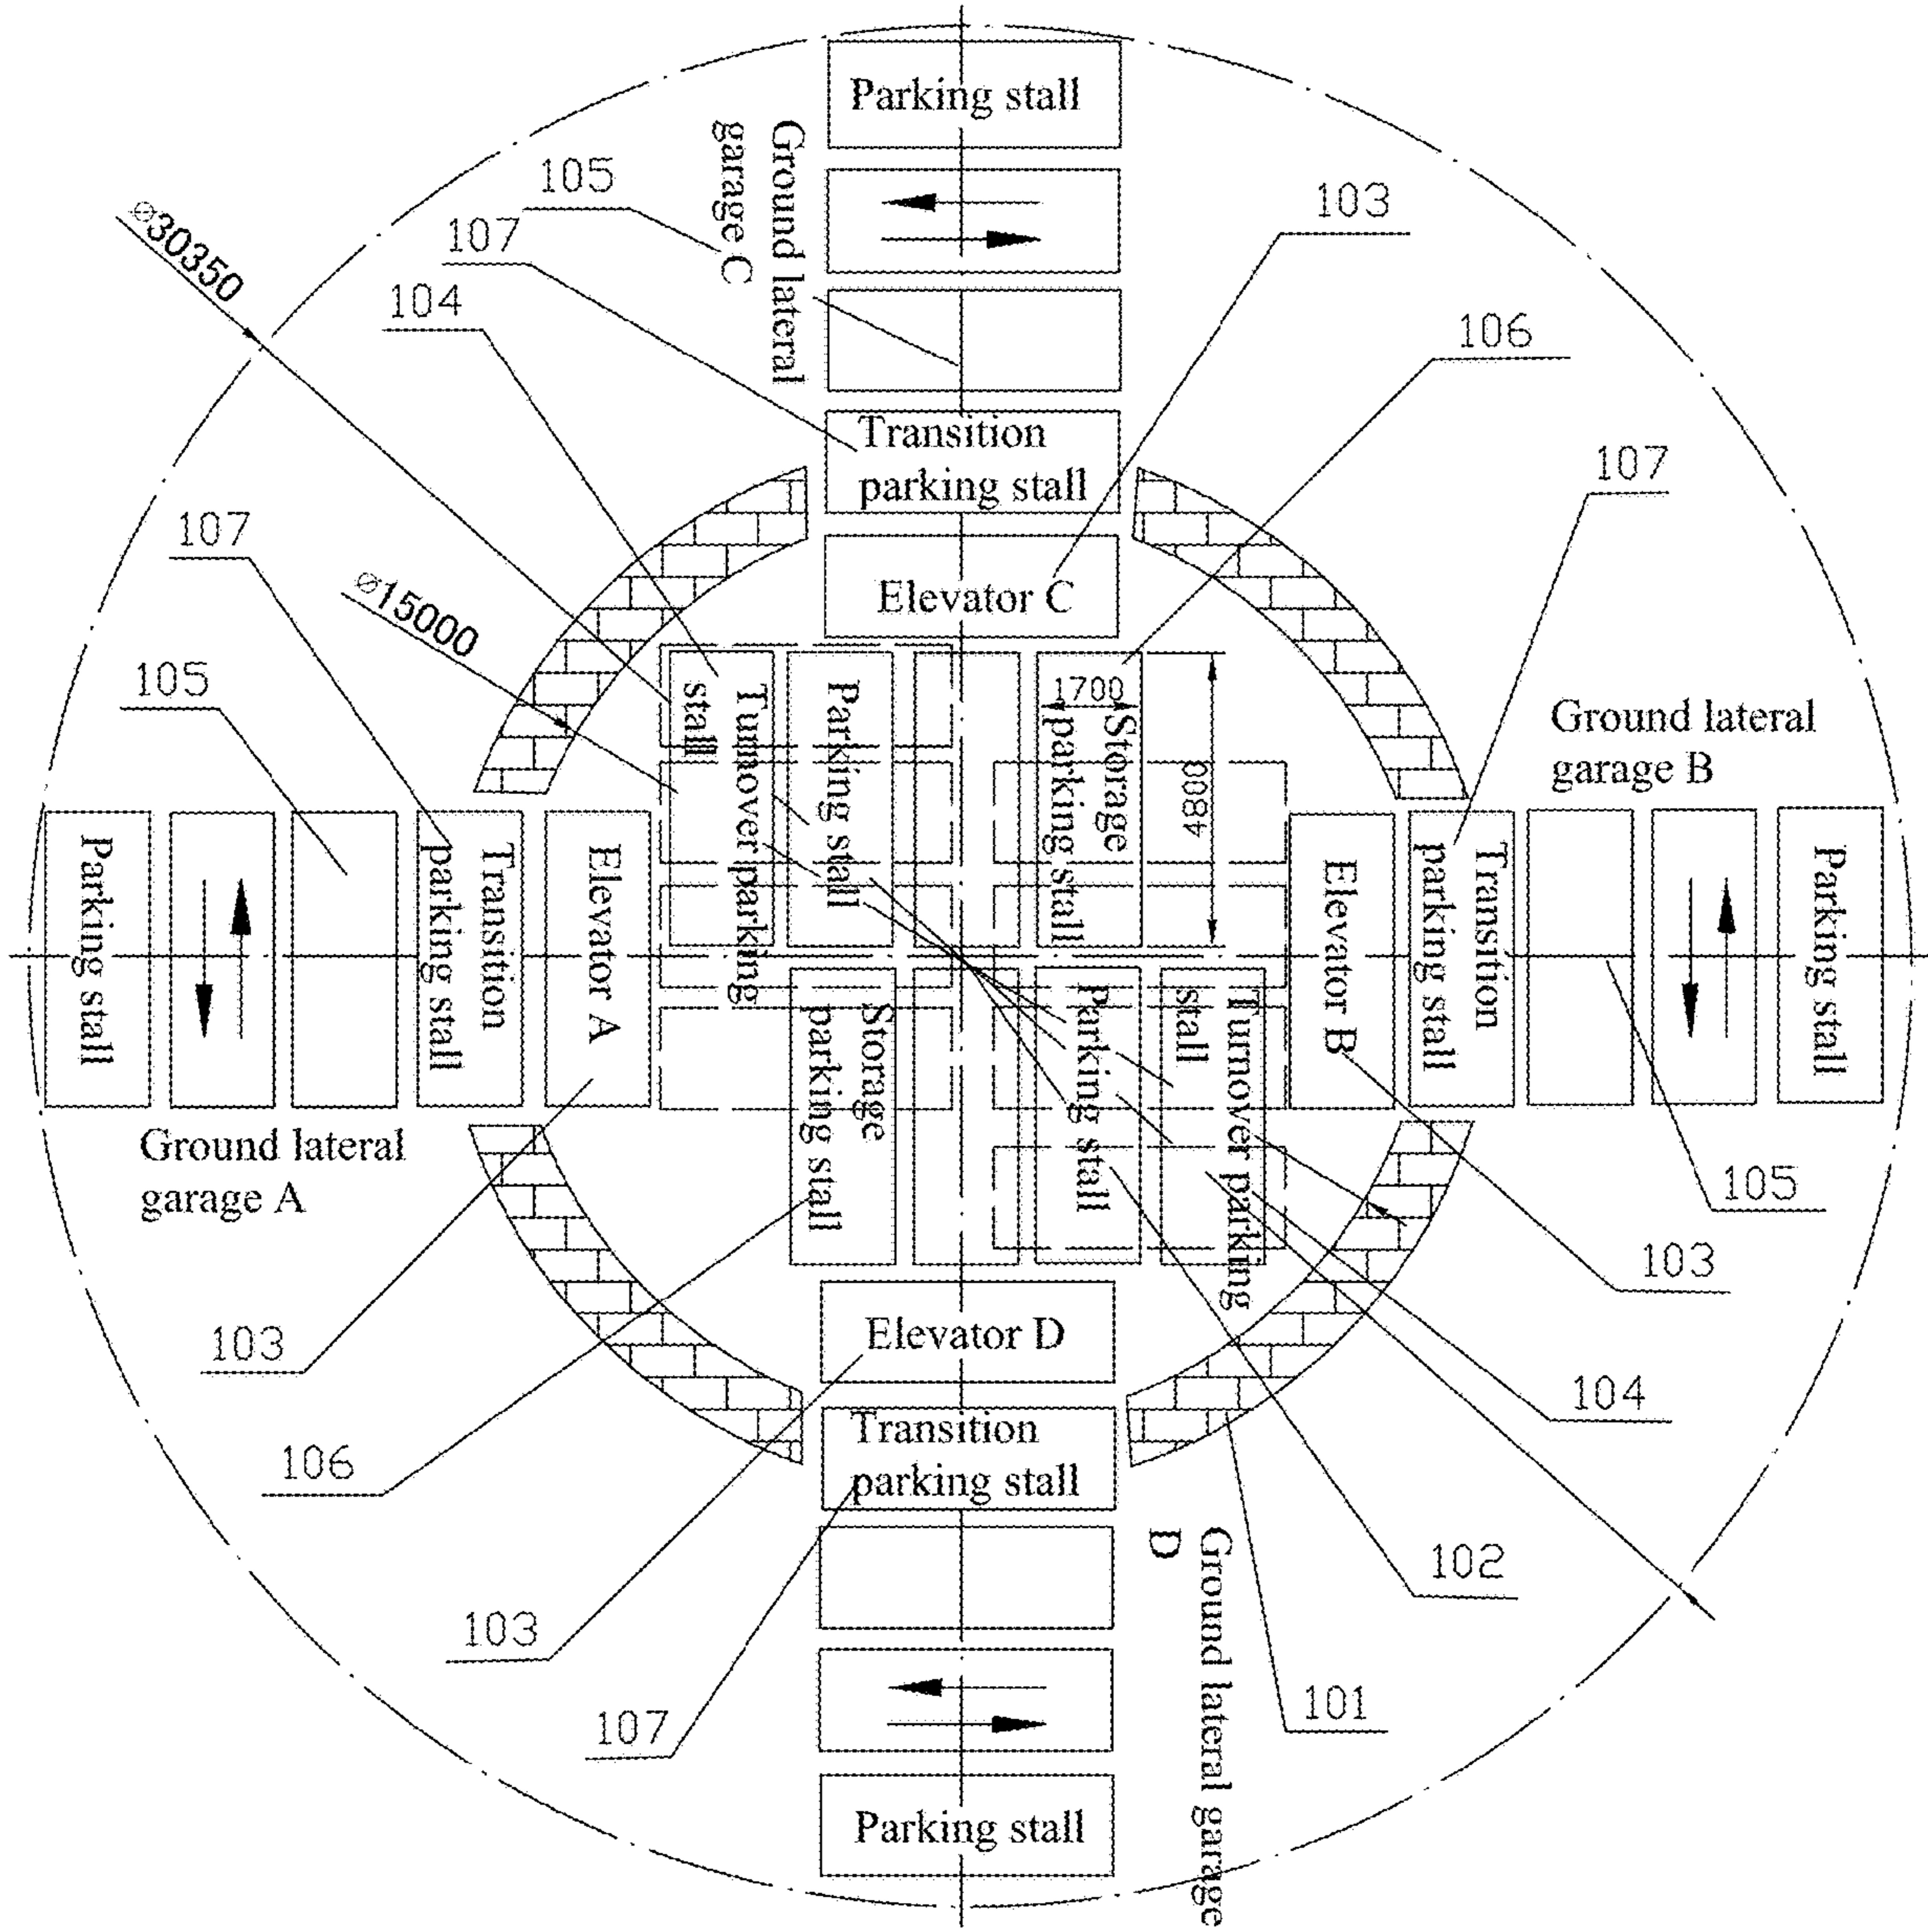 Parking stall
Ground lateral
garage C
105
107
104
103
106
107
Ø30350
Transition
parking stall
107
Ø15000
Elevator C
105
Turnover parking
stall
Parking stall
1700
Storage
parking stall
4800
Ground lateral
garage B
Parking stall
Transition
parking stall
Elevator A
Elevator B
Transition
parking stall
Parking stall
Storage
parking stall
Parking stall
Turnover parking
stall
Ground lateral
garage A
105
103
103
Elevator D
104
106
Transition
parking stall
102
Ground lateral garage
D
103
101
107
Parking stall